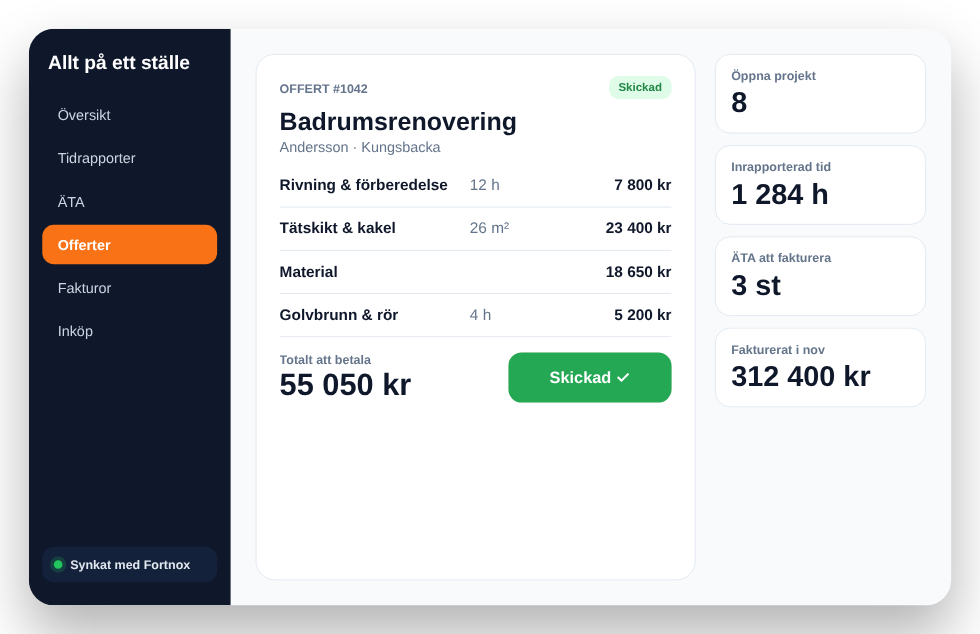 Allt på ett ställe
Översikt
Tidrapporter
ÄTA
Offerter
Fakturor
Inköp
Synkat med Fortnox
OFFERT #1042
Skickad
Badrumsrenovering
Andersson · Kungsbacka
Rivning & förberedelse 12 h 7 800 kr
Tätskikt & kakel 26 m² 23 400 kr
Material 18 650 kr
Golvbrunn & rör 4 h 5 200 kr
Totalt att betala
55 050 kr
Skickad ✓
Öppna projekt
8
Inrapporterad tid
1 284 h
ÄTA att fakturera
3 st
Fakturerat i nov
312 400 kr